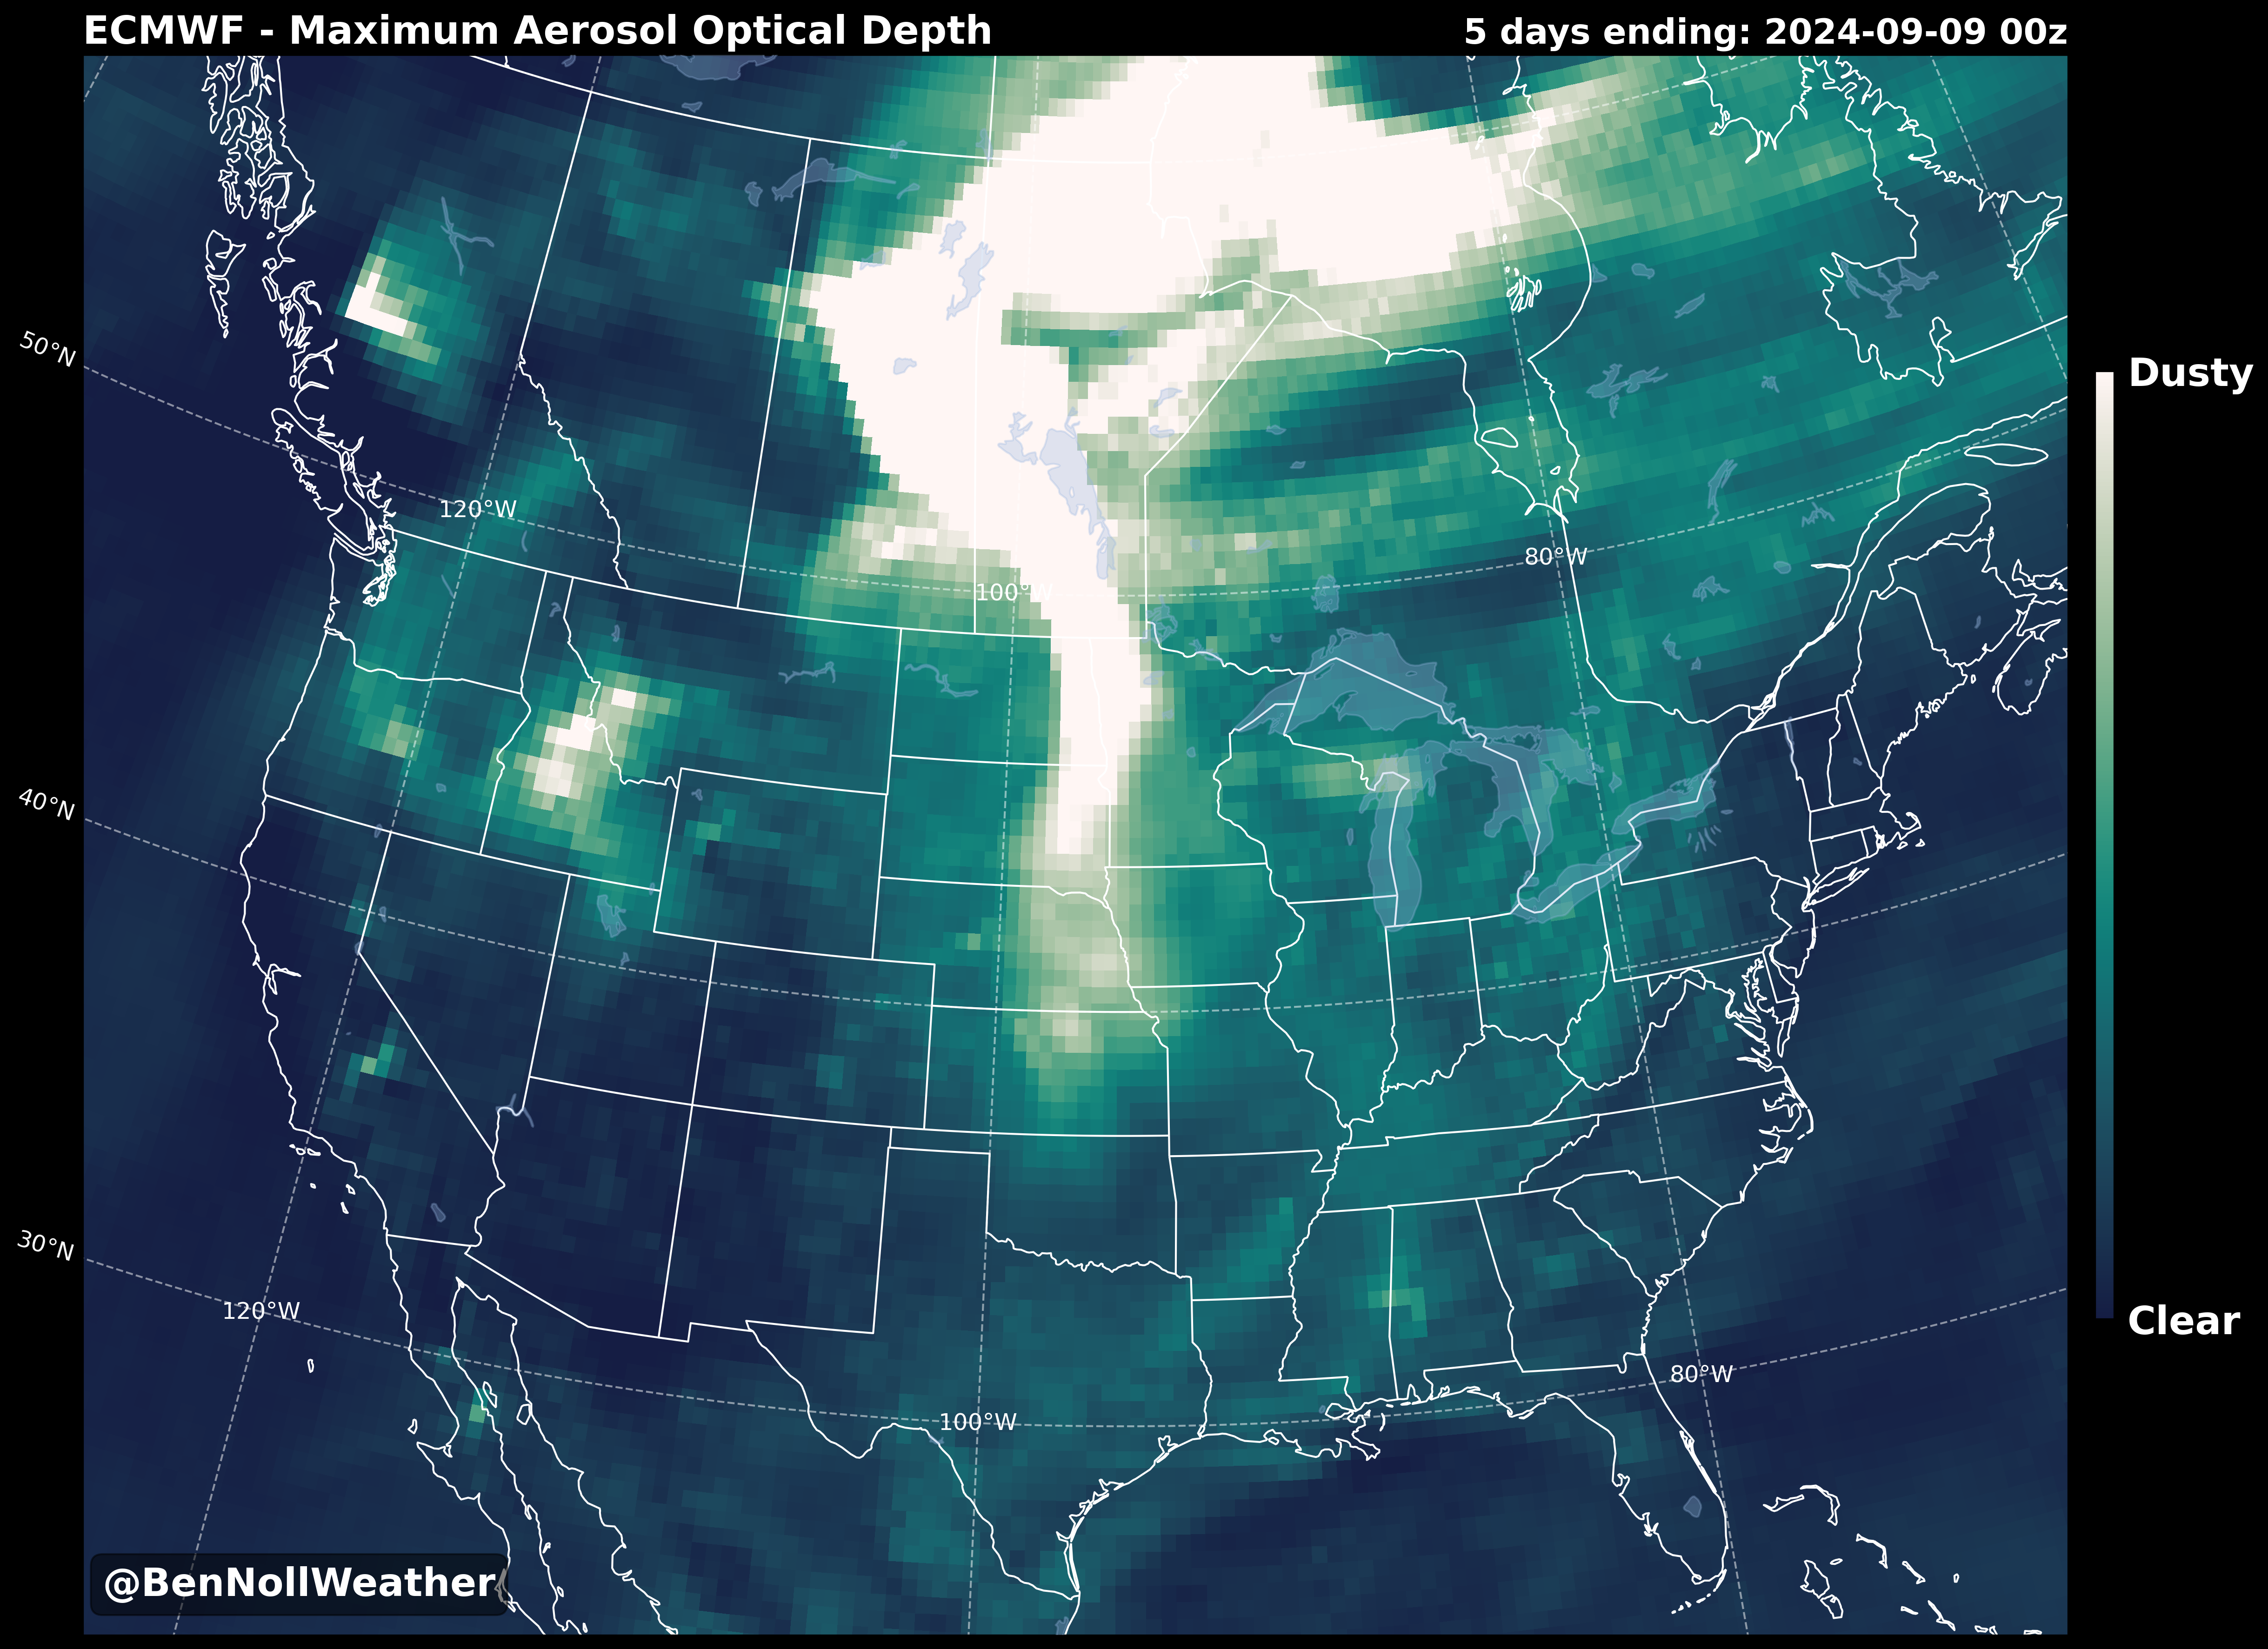 ECMWF - Maximum Aerosol Optical Depth
5 days ending: 2024-09-09 00z
50°N
Dusty
120°W
80°W
100°W
40°N
30°N
Clear
120°W
80°W
100°W
@BenNollWeather